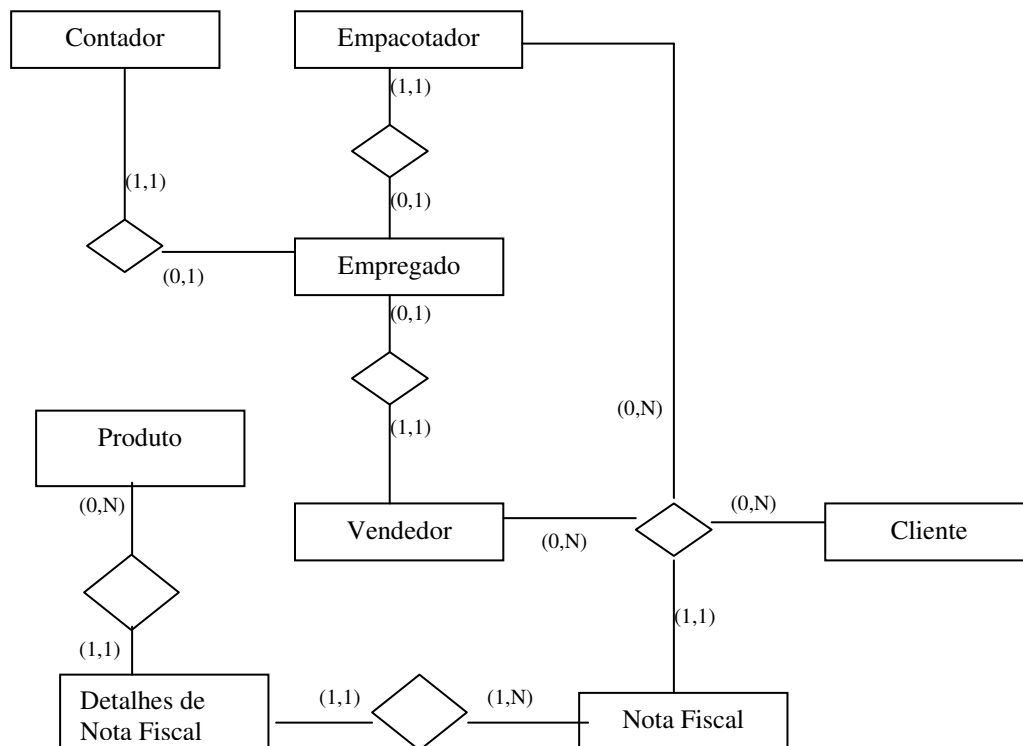 Contador
Empacotador
(1,1)
(1,1)
(0,1)
(0,1)
Empregado
(0,1)
(1,1)
(0,N)
Produto
(0,N)
Vendedor
(0,N)
(0,N)
Cliente
(1,1)
(1,1)
Detalhes de
Nota Fiscal
(1,1)
(1,N)
Nota Fiscal